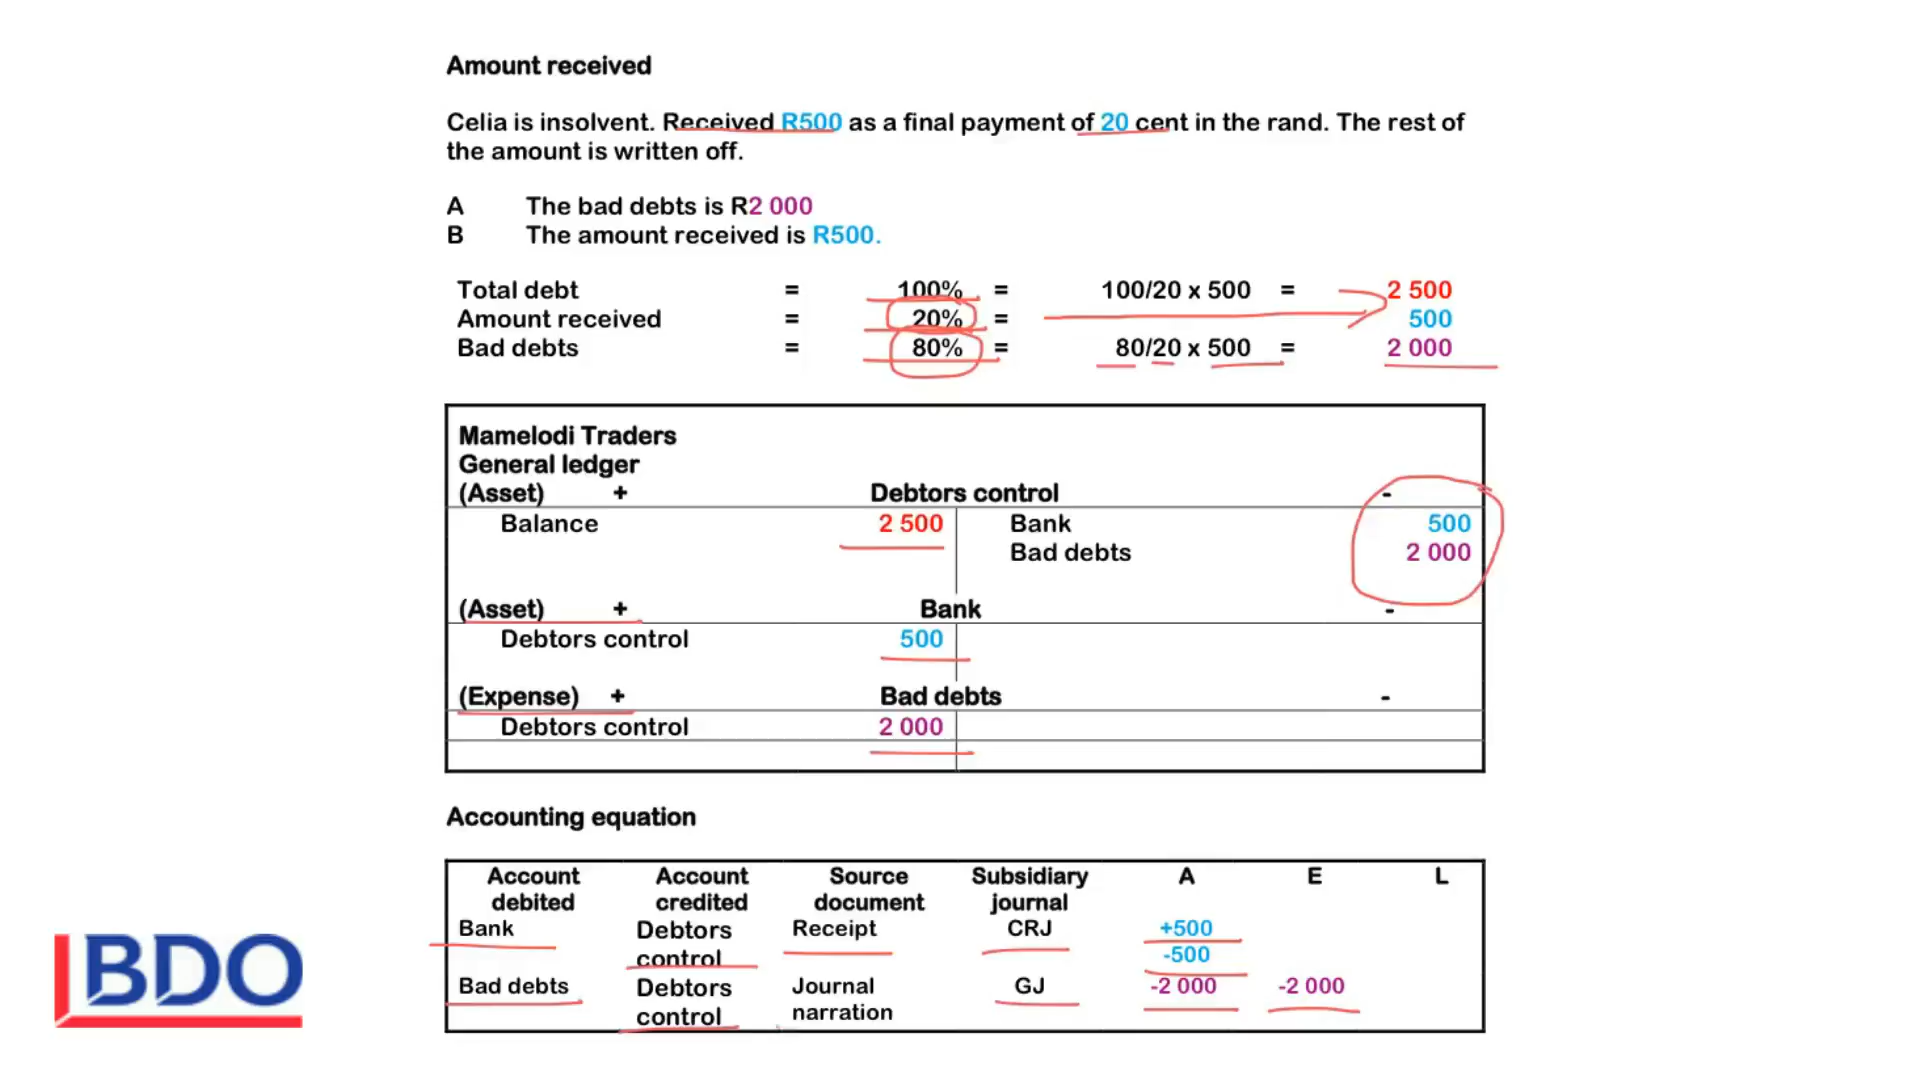 Amount received
Celia is insolvent. Received R500 as a final payment of 20 cent in the rand. The rest of
the amount is written off.
A The bad debts is R2 000
B The amount received is R500.
Total debt = 100% = 100/20 x 500 = 2 500
Amount received = 20% = 500
Bad debts = 80% = 80/20 x 500 = 2 000
Mamelodi Traders
General ledger
(Asset) + Debtors control -
Balance 2 500 Bank 500
Bad debts 2 000
(Asset) + Bank -
Debtors control 500
(Expense) + Bad debts -
Debtors control 2 000
Accounting equation
Account Account Source Subsidiary A E L
debited credited document journal
Bank Debtors Receipt CRJ +500
control -500
Bad debts Debtors Journal GJ -2 000 -2 000
control narration
BDO